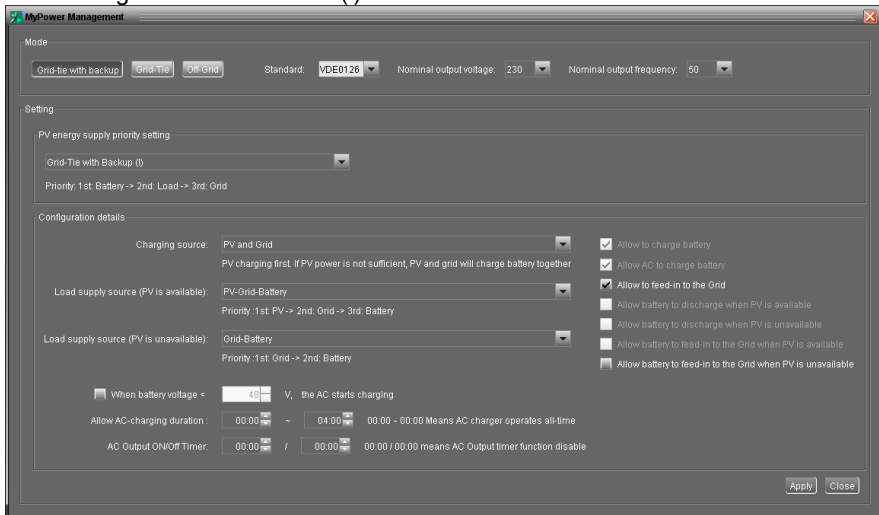 MyPower Management
Mode
Grid-tie with backup Grid-Tie Off-Grid Standard: VDE0126 Nominal output voltage: 230 Nominal output frequency: 50
Setting
PV energy supply priority setting
Grid-Tie with Backup (I)
Priority: 1st: Battery -> 2nd: Load -> 3rd: Grid
Configuration details
Charging source: PV and Grid
PV charging first. If PV power is not sufficient, PV and grid will charge battery together
Load supply source (PV is available): PV-Grid-Battery
Priority :1st: PV -> 2nd: Grid -> 3rd: Battery
Load supply source (PV is unavailable): Grid-Battery
Priority :1st: Grid -> 2nd: Battery
Allow to charge battery
Allow AC to charge battery
Allow to feed-in to the Grid
Allow battery to discharge when PV is available
Allow battery to discharge when PV is unavailable
Allow battery to feed-in to the Grid when PV is available
Allow battery to feed-in to the Grid when PV is unavailable
When battery voltage < 48 V, the AC starts charging
Allow AC-charging duration : 00:00 ~ 04:00 00:00 – 00:00 Means AC charger operates all-time
AC Output ON/Off Timer: 00:00 / 00:00 00:00 / 00:00 means AC Output timer function disable
Apply Close